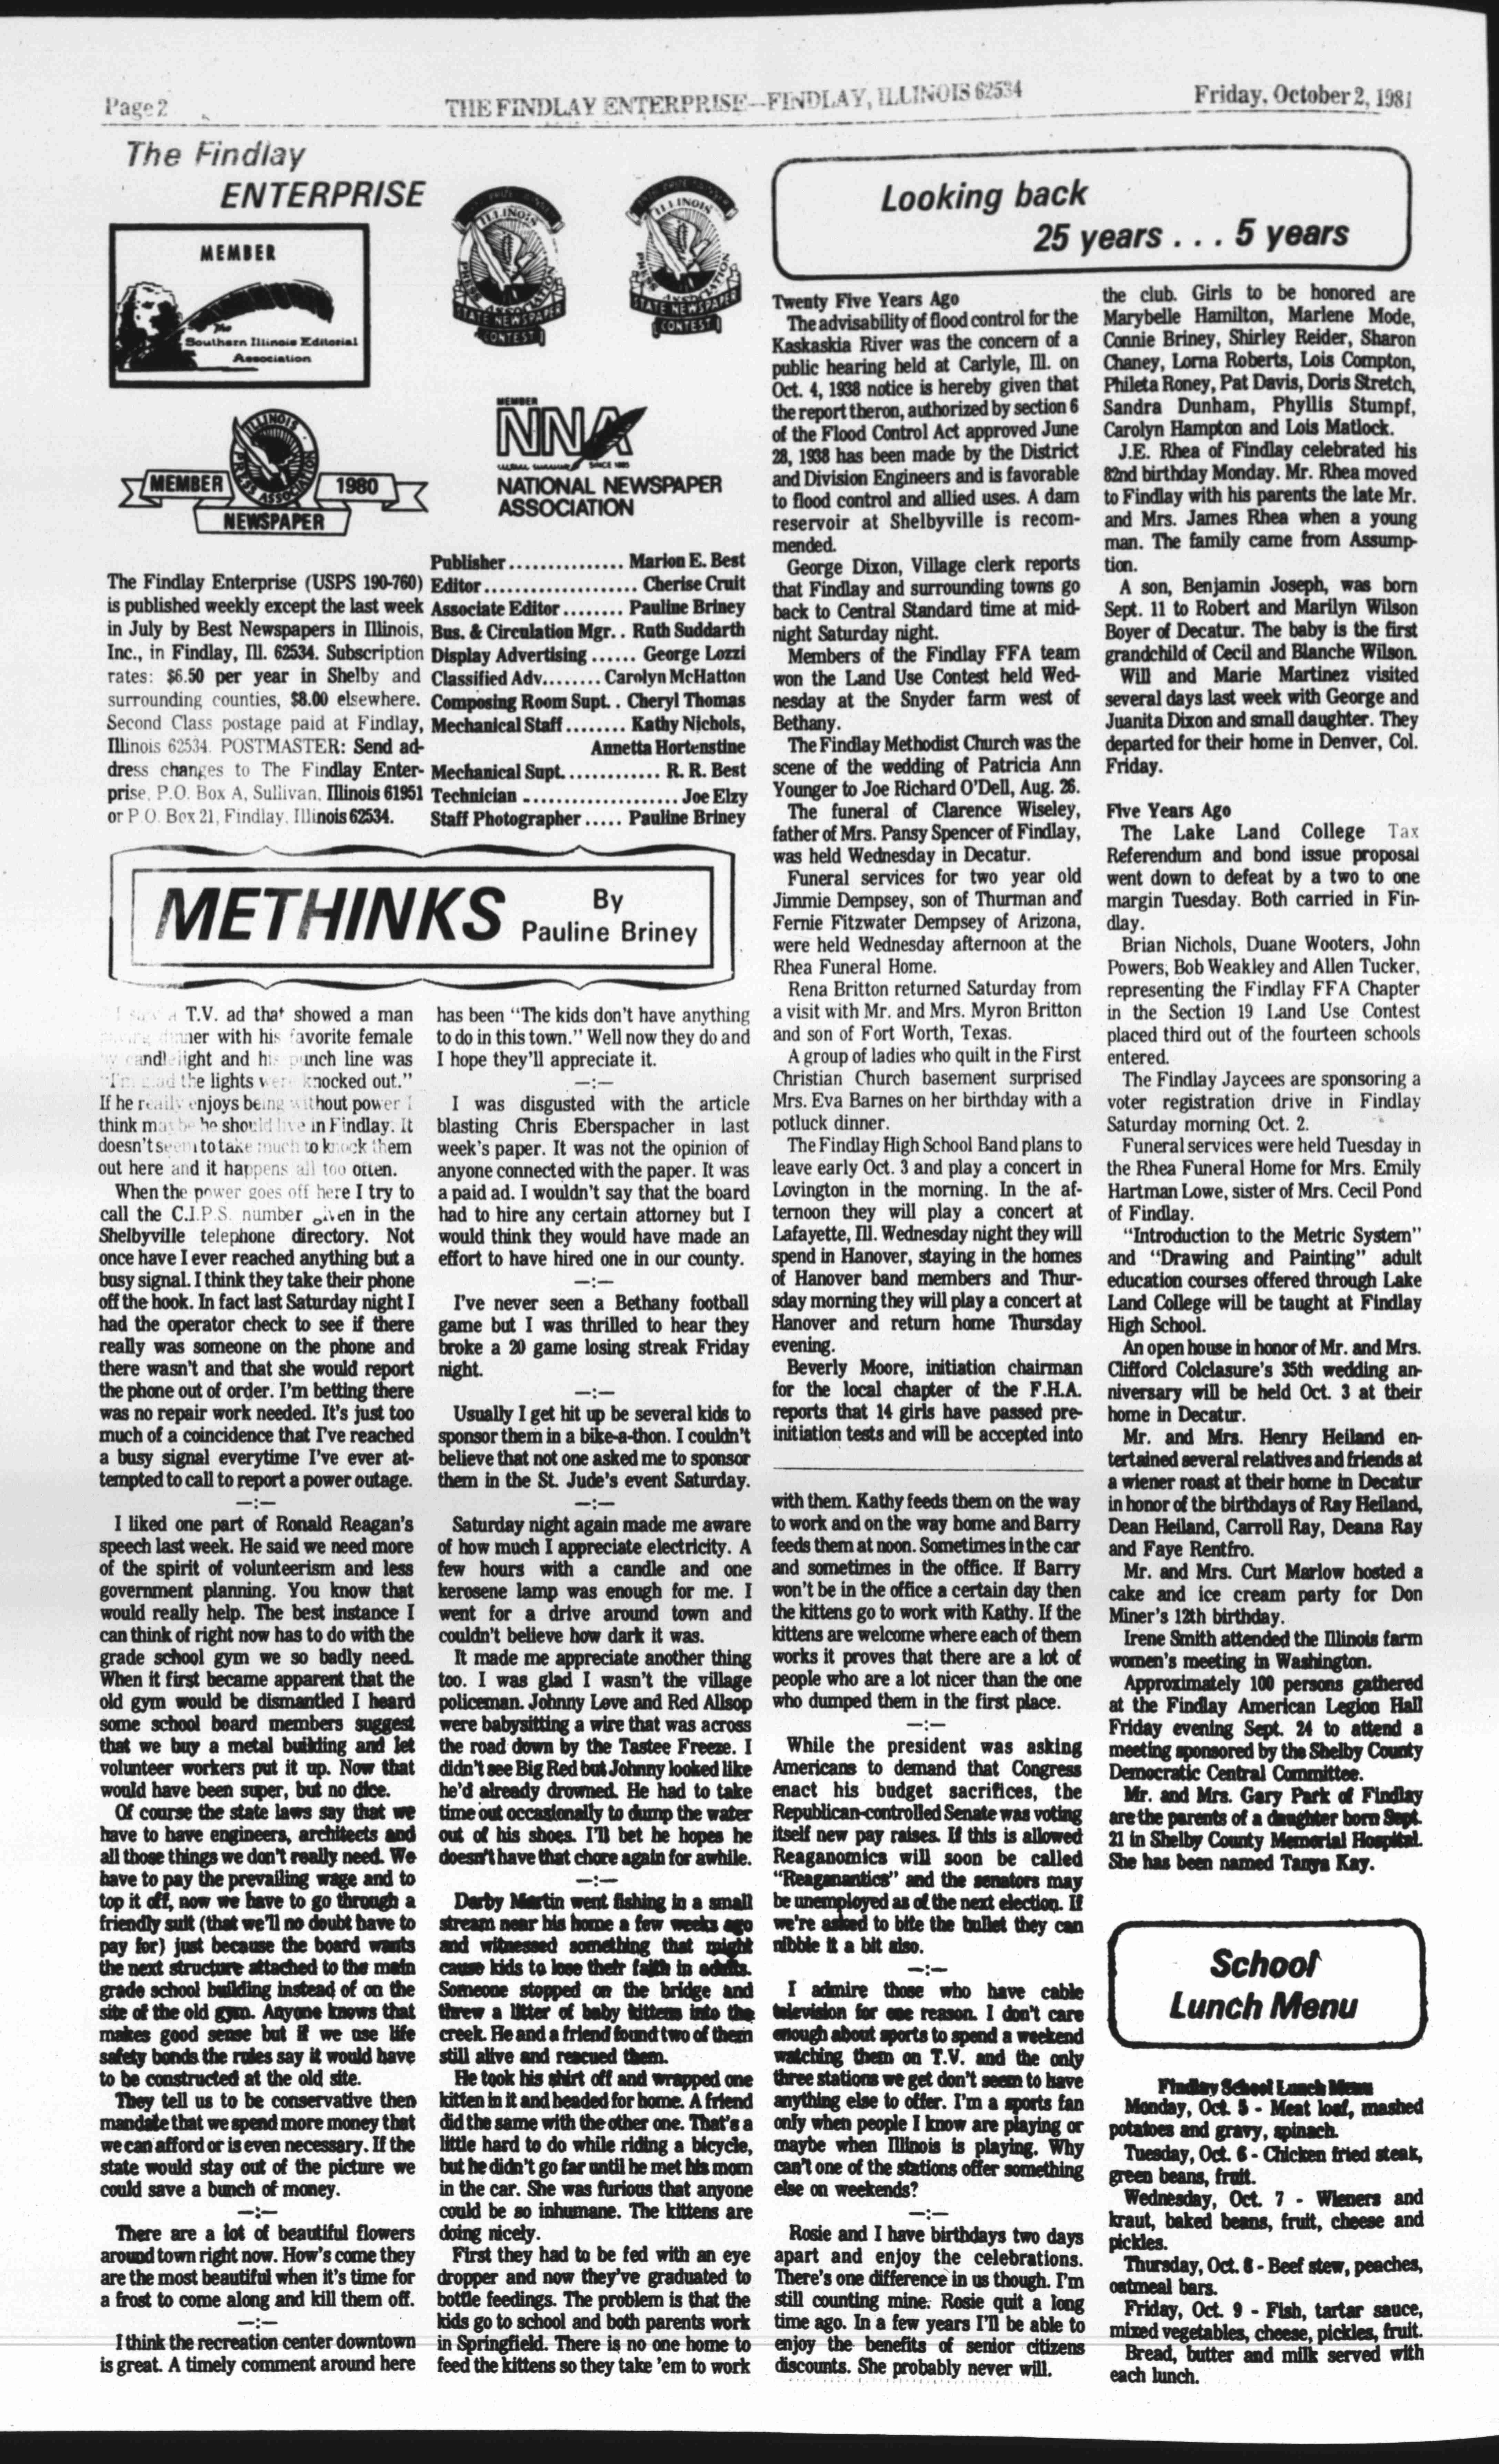 Page 2
THE FINDLAY ENTERPRISE—FINDLAY, ILLINOIS 62534
Friday, October 2, 1981
The Findlay
ENTERPRISE
MEMBER
The
Southern Illinois Editorial
Association
ILLINOIS
PRESS ASSOCIATION
STATE NEWSPAPER
CONTEST
ILLINOIS
PRESS ASSOCIATION
STATE NEWSPAPER
CONTEST
ILLINOIS
PRESS ASSOCIATION
MEMBER
1980
NEWSPAPER
MEMBER
NNA
SINCE 1885
NATIONAL NEWSPAPER
ASSOCIATION
The Findlay Enterprise (USPS 190-760)
is published weekly except the last week
in July by Best Newspapers in Illinois,
Inc., in Findlay, Ill. 62534. Subscription
rates: $6.50 per year in Shelby and
surrounding counties, $8.00 elsewhere.
Second Class postage paid at Findlay,
Illinois 62534. POSTMASTER: Send ad-
dress changes to The Findlay Enter-
prise, P.O. Box A, Sullivan, Illinois 61951
or P.O. Box 21, Findlay, Illinois 62534.
Publisher............... Marion E. Best
Editor.................... Cherise Cruit
Associate Editor........ Pauline Briney
Bus. & Circulation Mgr.. Ruth Suddarth
Display Advertising...... George Lozzi
Classified Adv........ Carolyn McHatton
Composing Room Supt.. Cheryl Thomas
Mechanical Staff........ Kathy Nichols,
Annetta Hortenstine
Mechanical Supt............. R. R. Best
Technician.................... Joe Elzy
Staff Photographer..... Pauline Briney
METHINKS
By
Pauline Briney
I saw a T.V. ad that showed a man
having dinner with his favorite female
by candlelight and his punch line was
"I'm glad the lights were knocked out."
If he really enjoys being without power I
think maybe he should live in Findlay. It
doesn't seem to take much to knock them
out here and it happens all too often.
When the power goes off here I try to
call the C.I.P.S. number given in the
Shelbyville telephone directory. Not
once have I ever reached anything but a
busy signal. I think they take their phone
off the hook. In fact last Saturday night I
had the operator check to see if there
really was someone on the phone and
there wasn't and that she would report
the phone out of order. I'm betting there
was no repair work needed. It's just too
much of a coincidence that I've reached
a busy signal everytime I've ever at-
tempted to call to report a power outage.
—:—
I liked one part of Ronald Reagan's
speech last week. He said we need more
of the spirit of volunteerism and less
government planning. You know that
would really help. The best instance I
can think of right now has to do with the
grade school gym we so badly need.
When it first became apparent that the
old gym would be dismantled I heard
some school board members suggest
that we buy a metal building and let
volunteer workers put it up. Now that
would have been super, but no dice.
Of course the state laws say that we
have to have engineers, architects and
all those things we don't really need. We
have to pay the prevailing wage and to
top it off, now we have to go through a
friendly suit (that we'll no doubt have to
pay for) just because the board wants
the next structure attached to the main
grade school building instead of on the
site of the old gym. Anyone knows that
makes good sense but if we use life
safety bonds the rules say it would have
to be constructed at the old site.
They tell us to be conservative then
mandate that we spend more money that
we can afford or is even necessary. If the
state would stay out of the picture we
could save a bunch of money.
—:—
There are a lot of beautiful flowers
around town right now. How's come they
are the most beautiful when it's time for
a frost to come along and kill them off.
—:—
I think the recreation center downtown
is great. A timely comment around here
has been "The kids don't have anything
to do in this town." Well now they do and
I hope they'll appreciate it.
—:—
I was disgusted with the article
blasting Chris Eberspacher in last
week's paper. It was not the opinion of
anyone connected with the paper. It was
a paid ad. I wouldn't say that the board
had to hire any certain attorney but I
would think they would have made an
effort to have hired one in our county.
—:—
I've never seen a Bethany football
game but I was thrilled to hear they
broke a 20 game losing streak Friday
night.
—:—
Usually I get hit up be several kids to
sponsor them in a bike-a-thon. I couldn't
believe that not one asked me to sponsor
them in the St. Jude's event Saturday.
—:—
Saturday night again made me aware
of how much I appreciate electricity. A
few hours with a candle and one
kerosene lamp was enough for me. I
went for a drive around town and
couldn't believe how dark it was.
It made me appreciate another thing
too. I was glad I wasn't the village
policeman. Johnny Love and Red Allsop
were babysitting a wire that was across
the road down by the Tastee Freeze. I
didn't see Big Red but Johnny looked like
he'd already drowned. He had to take
time out occasionally to dump the water
out of his shoes. I'll bet he hopes he
doesn't have that chore again for awhile.
—:—
Darby Martin went fishing in a small
stream near his home a few weeks ago
and witnessed something that might
cause kids to lose their faith in adults.
Someone stopped on the bridge and
threw a litter of baby kittens into the
creek. He and a friend found two of them
still alive and rescued them.
He took his shirt off and wrapped one
kitten in it and headed for home. A friend
did the same with the other one. That's a
little hard to do while riding a bicycle,
but he didn't go far until he met his mom
in the car. She was furious that anyone
could be so inhumane. The kittens are
doing nicely.
First they had to be fed with an eye
dropper and now they've graduated to
bottle feedings. The problem is that the
kids go to school and both parents work
in Springfield. There is no one home to
feed the kittens so they take 'em to work
with them. Kathy feeds them on the way
to work and on the way home and Barry
feeds them at noon. Sometimes in the car
and sometimes in the office. If Barry
won't be in the office a certain day then
the kittens go to work with Kathy. If the
kittens are welcome where each of them
works it proves that there are a lot of
people who are a lot nicer than the one
who dumped them in the first place.
—:—
While the president was asking
Americans to demand that Congress
enact his budget sacrifices, the
Republican-controlled Senate was voting
itself new pay raises. If this is allowed
Reaganomics will soon be called
"Reaganantics" and the senators may
be unemployed as of the next election. If
we're asked to bite the bullet they can
nibble it a bit also.
—:—
I admire those who have cable
television for one reason. I don't care
enough about sports to spend a weekend
watching them on T.V. and the only
three stations we get don't seem to have
anything else to offer. I'm a sports fan
only when people I know are playing or
maybe when Illinois is playing. Why
can't one of the stations offer something
else on weekends?
—:—
Rosie and I have birthdays two days
apart and enjoy the celebrations.
There's one difference in us though. I'm
still counting mine. Rosie quit a long
time ago. In a few years I'll be able to
enjoy the benefits of senior citizens
discounts. She probably never will.
Looking back
25 years . . . 5 years
Twenty Five Years Ago
The advisability of flood control for the
Kaskaskia River was the concern of a
public hearing held at Carlyle, Ill. on
Oct. 4, 1938 notice is hereby given that
the report theron, authorized by section 6
of the Flood Control Act approved June
28, 1938 has been made by the District
and Division Engineers and is favorable
to flood control and allied uses. A dam
reservoir at Shelbyville is recom-
mended.
George Dixon, Village clerk reports
that Findlay and surrounding towns go
back to Central Standard time at mid-
night Saturday night.
Members of the Findlay FFA team
won the Land Use Contest held Wed-
nesday at the Snyder farm west of
Bethany.
The Findlay Methodist Church was the
scene of the wedding of Patricia Ann
Younger to Joe Richard O'Dell, Aug. 26.
The funeral of Clarence Wiseley,
father of Mrs. Pansy Spencer of Findlay,
was held Wednesday in Decatur.
Funeral services for two year old
Jimmie Dempsey, son of Thurman and
Fernie Fitzwater Dempsey of Arizona,
were held Wednesday afternoon at the
Rhea Funeral Home.
Rena Britton returned Saturday from
a visit with Mr. and Mrs. Myron Britton
and son of Fort Worth, Texas.
A group of ladies who quilt in the First
Christian Church basement surprised
Mrs. Eva Barnes on her birthday with a
potluck dinner.
The Findlay High School Band plans to
leave early Oct. 3 and play a concert in
Lovington in the morning. In the af-
ternoon they will play a concert at
Lafayette, Ill. Wednesday night they will
spend in Hanover, staying in the homes
of Hanover band members and Thur-
sday morning they will play a concert at
Hanover and return home Thursday
evening.
Beverly Moore, initiation chairman
for the local chapter of the F.H.A.
reports that 14 girls have passed pre-
initiation tests and will be accepted into
the club. Girls to be honored are
Marybelle Hamilton, Marlene Mode,
Connie Briney, Shirley Reider, Sharon
Chaney, Lorna Roberts, Lois Compton,
Phileta Roney, Pat Davis, Doris Stretch,
Sandra Dunham, Phyllis Stumpf,
Carolyn Hampton and Lois Matlock.
J.E. Rhea of Findlay celebrated his
82nd birthday Monday. Mr. Rhea moved
to Findlay with his parents the late Mr.
and Mrs. James Rhea when a young
man. The family came from Assump-
tion.
A son, Benjamin Joseph, was born
Sept. 11 to Robert and Marilyn Wilson
Boyer of Decatur. The baby is the first
grandchild of Cecil and Blanche Wilson.
Will and Marie Martinez visited
several days last week with George and
Juanita Dixon and small daughter. They
departed for their home in Denver, Col.
Friday.
Five Years Ago
The Lake Land College Tax
Referendum and bond issue proposal
went down to defeat by a two to one
margin Tuesday. Both carried in Fin-
dlay.
Brian Nichols, Duane Wooters, John
Powers, Bob Weakley and Allen Tucker,
representing the Findlay FFA Chapter
in the Section 19 Land Use Contest
placed third out of the fourteen schools
entered.
The Findlay Jaycees are sponsoring a
voter registration drive in Findlay
Saturday morning Oct. 2.
Funeral services were held Tuesday in
the Rhea Funeral Home for Mrs. Emily
Hartman Lowe, sister of Mrs. Cecil Pond
of Findlay.
"Introduction to the Metric System"
and "Drawing and Painting" adult
education courses offered through Lake
Land College will be taught at Findlay
High School.
An open house in honor of Mr. and Mrs.
Clifford Colclasure's 35th wedding an-
niversary will be held Oct. 3 at their
home in Decatur.
Mr. and Mrs. Henry Heiland en-
tertained several relatives and friends at
a wiener roast at their home in Decatur
in honor of the birthdays of Ray Heiland,
Dean Heiland, Carroll Ray, Deana Ray
and Faye Rentfro.
Mr. and Mrs. Curt Marlow hosted a
cake and ice cream party for Don
Miner's 12th birthday.
Irene Smith attended the Illinois farm
women's meeting in Washington.
Approximately 100 persons gathered
at the Findlay American Legion Hall
Friday evening Sept. 24 to attend a
meeting sponsored by the Shelby County
Democratic Central Committee.
Mr. and Mrs. Gary Park of Findlay
are the parents of a daughter born Sept.
21 in Shelby County Memorial Hospital.
She has been named Tanya Kay.
School
Lunch Menu
Findlay School Lunch Menu
Monday, Oct. 5 - Meat loaf, mashed
potatoes and gravy, spinach.
Tuesday, Oct. 6 - Chicken fried steak,
green beans, fruit.
Wednesday, Oct. 7 - Wieners and
kraut, baked beans, fruit, cheese and
pickles.
Thursday, Oct. 8 - Beef stew, peaches,
oatmeal bars.
Friday, Oct. 9 - Fish, tartar sauce,
mixed vegetables, cheese, pickles, fruit.
Bread, butter and milk served with
each lunch.